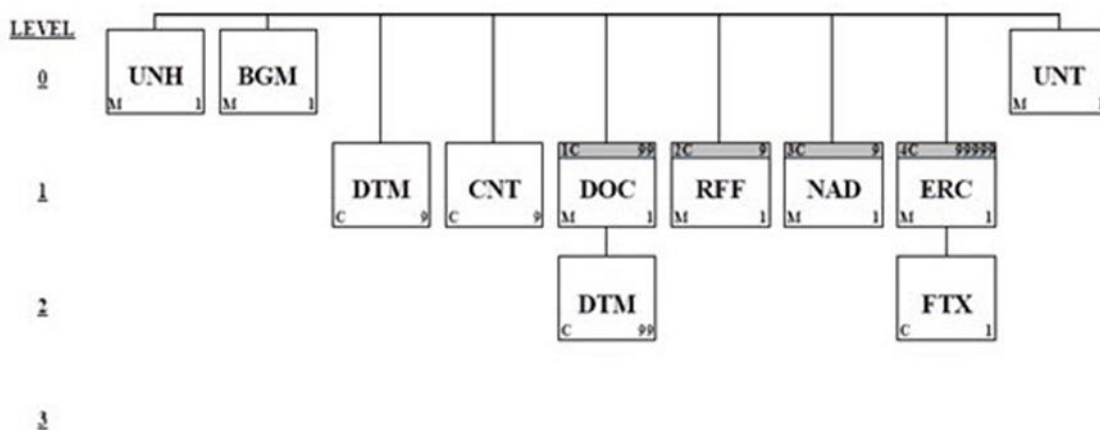 LEVEL
0
UNH
M 1
BGM
M 1
UNT
M 1
1
DTM
C 9
CNT
C 9
1C 99
DOC
M 1
2C 9
RFF
M 1
3C 9
NAD
M 1
4C 99999
ERC
M 1
2
DTM
C 99
FTX
C 1
3